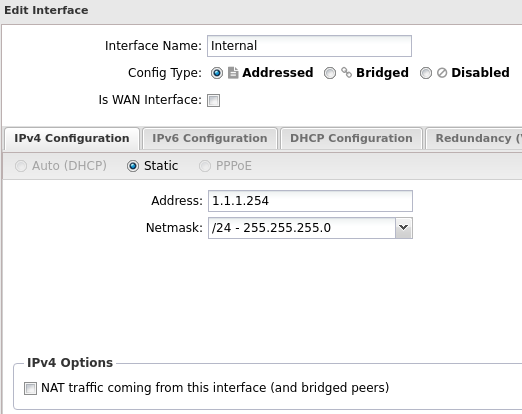 Edit Interface
Interface Name: Internal
Config Type: Addressed Bridged Disabled
Is WAN Interface:
IPv4 Configuration IPv6 Configuration DHCP Configuration Redundancy (
Auto (DHCP) Static PPPoE
Address: 1.1.1.254
Netmask: /24 - 255.255.255.0
IPv4 Options
NAT traffic coming from this interface (and bridged peers)